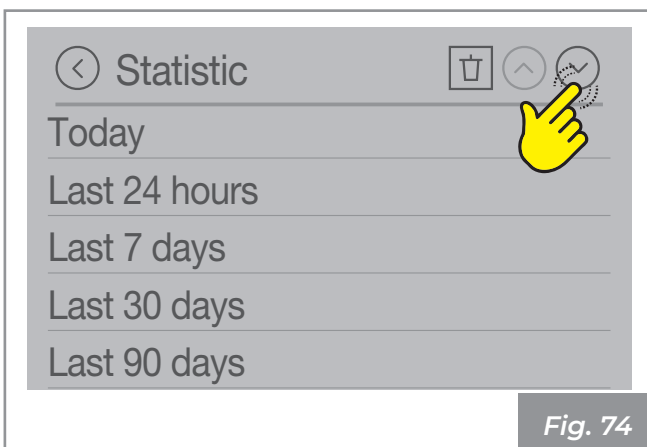 Statistic
Today
Last 24 hours
Last 7 days
Last 30 days
Last 90 days
Fig. 74